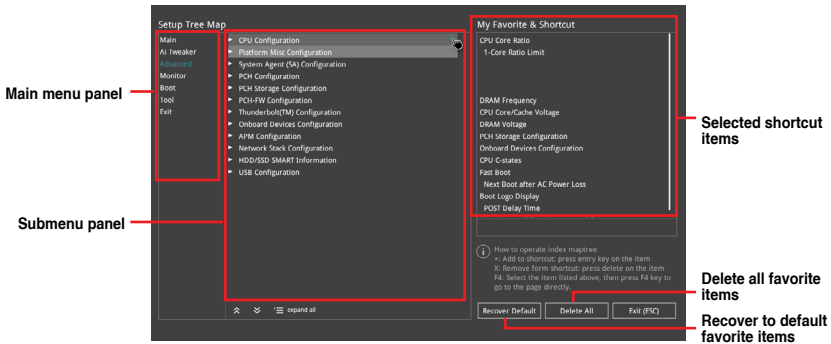 Setup Tree Map
My Favorite & Shortcut
Main
Ai Tweaker
Advanced
Monitor
Boot
Tool
Exit
CPU Configuration
Platform Misc Configuration
System Agent (SA) Configuration
PCH Configuration
PCH Storage Configuration
PCH-FW Configuration
Thunderbolt(TM) Configuration
Onboard Devices Configuration
APM Configuration
Network Stack Configuration
HDD/SSD SMART Information
USB Configuration
CPU Core Ratio
1-Core Ratio Limit
DRAM Frequency
CPU Core/Cache Voltage
DRAM Voltage
PCH Storage Configuration
Onboard Devices Configuration
CPU C-states
Fast Boot
Next Boot after AC Power Loss
Boot Logo Display
POST Delay Time
How to operate index maptree
+: Add to shortcut: press entry key on the item
X: Remove form shortcut: press delete on the item
F4: Select the item listed above, then press F4 key to
go to the page directly.
expand all
Recover Default
Delete All
Exit (ESC)
Main menu panel
Submenu panel
Selected shortcut
items
Delete all favorite
items
Recover to default
favorite items